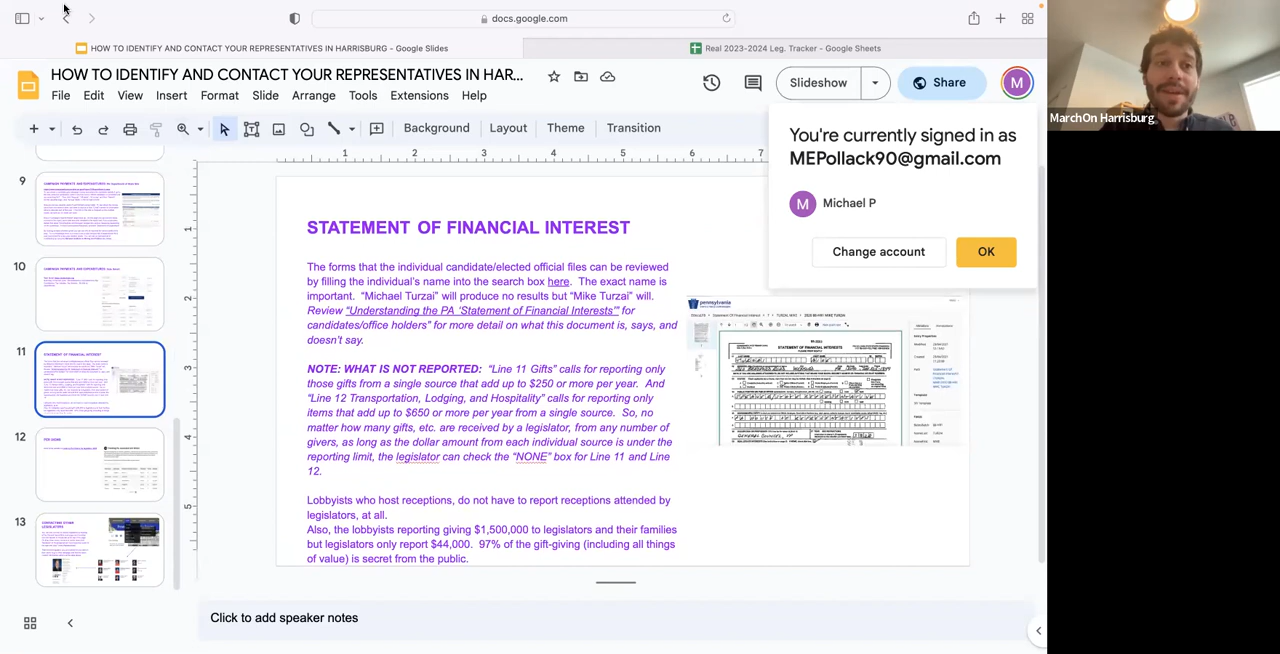 docs.google.com
HOW TO IDENTIFY AND CONTACT YOUR REPRESENTATIVES IN HARRISBURG - Google Slides
Real 2023-2024 Leg. Tracker - Google Sheets
HOW TO IDENTIFY AND CONTACT YOUR REPRESENTATIVES IN HAR...
Slideshow
Share
M
File Edit View Insert Format Slide Arrange Tools Extensions Help
Background Layout Theme Transition
You're currently signed in as
MEPollack90@gmail.com
M Michael P
Change account OK
MarchOn Harrisburg
1 2 3 4 5 6 7
1
2
3
4
5
9
10
11
STATEMENT OF FINANCIAL INTEREST
12
13
CONTACTING OTHER
LEGISLATORS
STATEMENT OF FINANCIAL INTEREST
The forms that the individual candidate/elected official files can be reviewed
by filling the individual's name into the search box here. The exact name is
important. “Michael Turzai” will produce no results but “Mike Turzai” will.
Review “Understanding the PA ‘Statement of Financial Interests’” for
candidates/office holders” for more detail on what this document is, says, and
doesn't say.
NOTE: WHAT IS NOT REPORTED: “Line 11 Gifts” calls for reporting only
those gifts from a single source that add up to $250 or more per year. And
“Line 12 Transportation, Lodging, and Hospitality” calls for reporting only
items that add up to $650 or more per year from a single source. So, no
matter how many gifts, etc. are received by a legislator, from any number of
givers, as long as the dollar amount from each individual source is under the
reporting limit, the legislator can check the “NONE” box for Line 11 and Line
12.
Lobbyists who host receptions, do not have to report receptions attended by
legislators, at all.
Also, the lobbyists reporting giving $1,500,000 to legislators and their families
legislators only report $44,000. So, the gift-giving (including all things
of value) is secret from the public.
pennsylvania
STATEMENT OF FINANCIAL INTERESTS
Click to add speaker notes